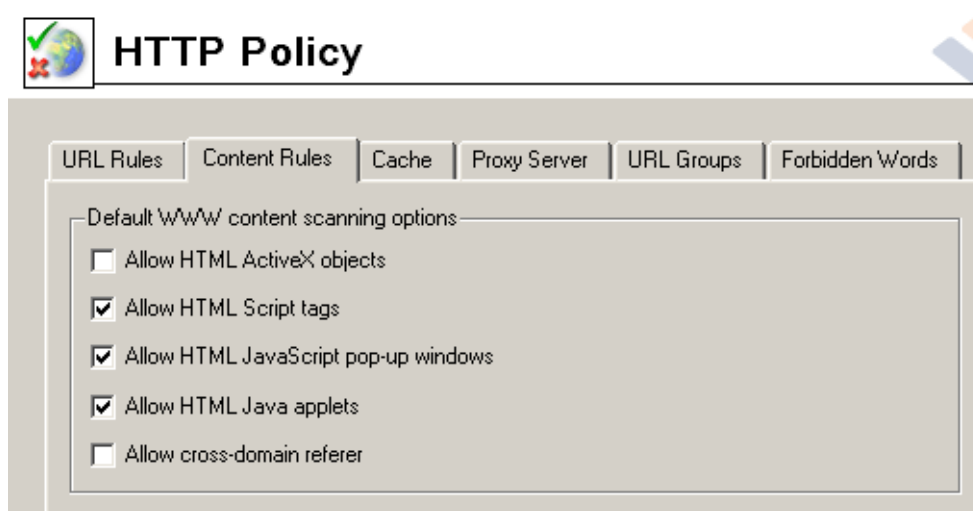 HTTP Policy
URL Rules Content Rules Cache Proxy Server URL Groups Forbidden Words
Default WWW content scanning options
Allow HTML ActiveX objects
Allow HTML Script tags
Allow HTML JavaScript pop-up windows
Allow HTML Java applets
Allow cross-domain referer